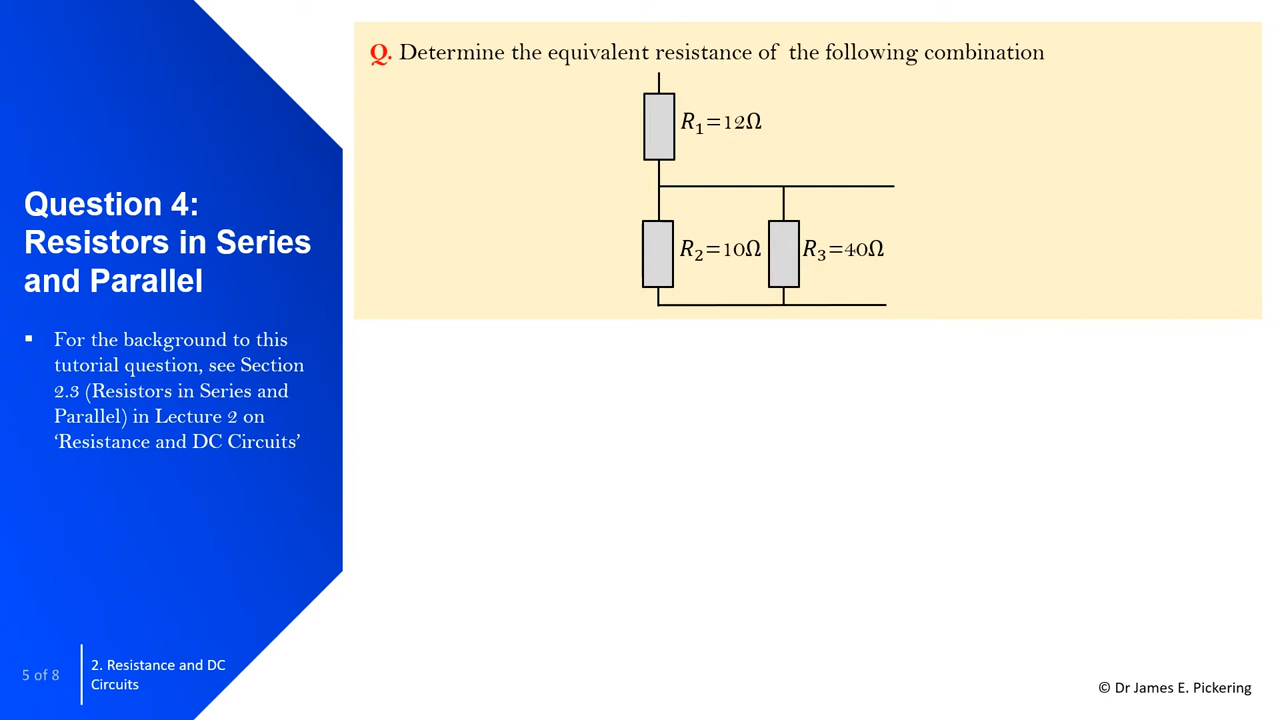 Q. Determine the equivalent resistance of the following combination
R₁=12Ω
R₂=10Ω
R₃=40Ω
Question 4:
Resistors in Series
and Parallel
▪ For the background to this
tutorial question, see Section
2.3 (Resistors in Series and
Parallel) in Lecture 2 on
‘Resistance and DC Circuits’
5 of 8
2. Resistance and DC
Circuits
© Dr James E. Pickering